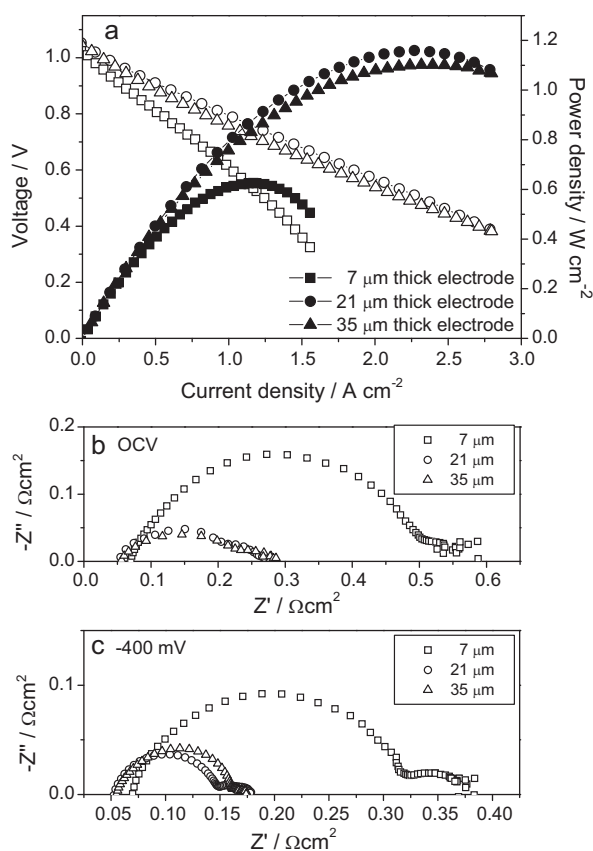 a
1.0
0.8
0.6
0.4
0.2
0.0
Voltage / V
1.2
1.0
0.8
0.6
0.4
0.2
0.0
Power density / W cm-2
7 μm thick electrode
21 μm thick electrode
35 μm thick electrode
0.0 0.5 1.0 1.5 2.0 2.5 3.0
Current density / A cm-2
b OCV
0.2
0.1
0.0
-Z" / Ωcm2
7 μm
21 μm
35 μm
0.0 0.1 0.2 0.3 0.4 0.5 0.6
Z' / Ωcm2
c -400 mV
0.1
0.0
-Z" / Ωcm2
7 μm
21 μm
35 μm
0.05 0.10 0.15 0.20 0.25 0.30 0.35 0.40
Z' / Ωcm2